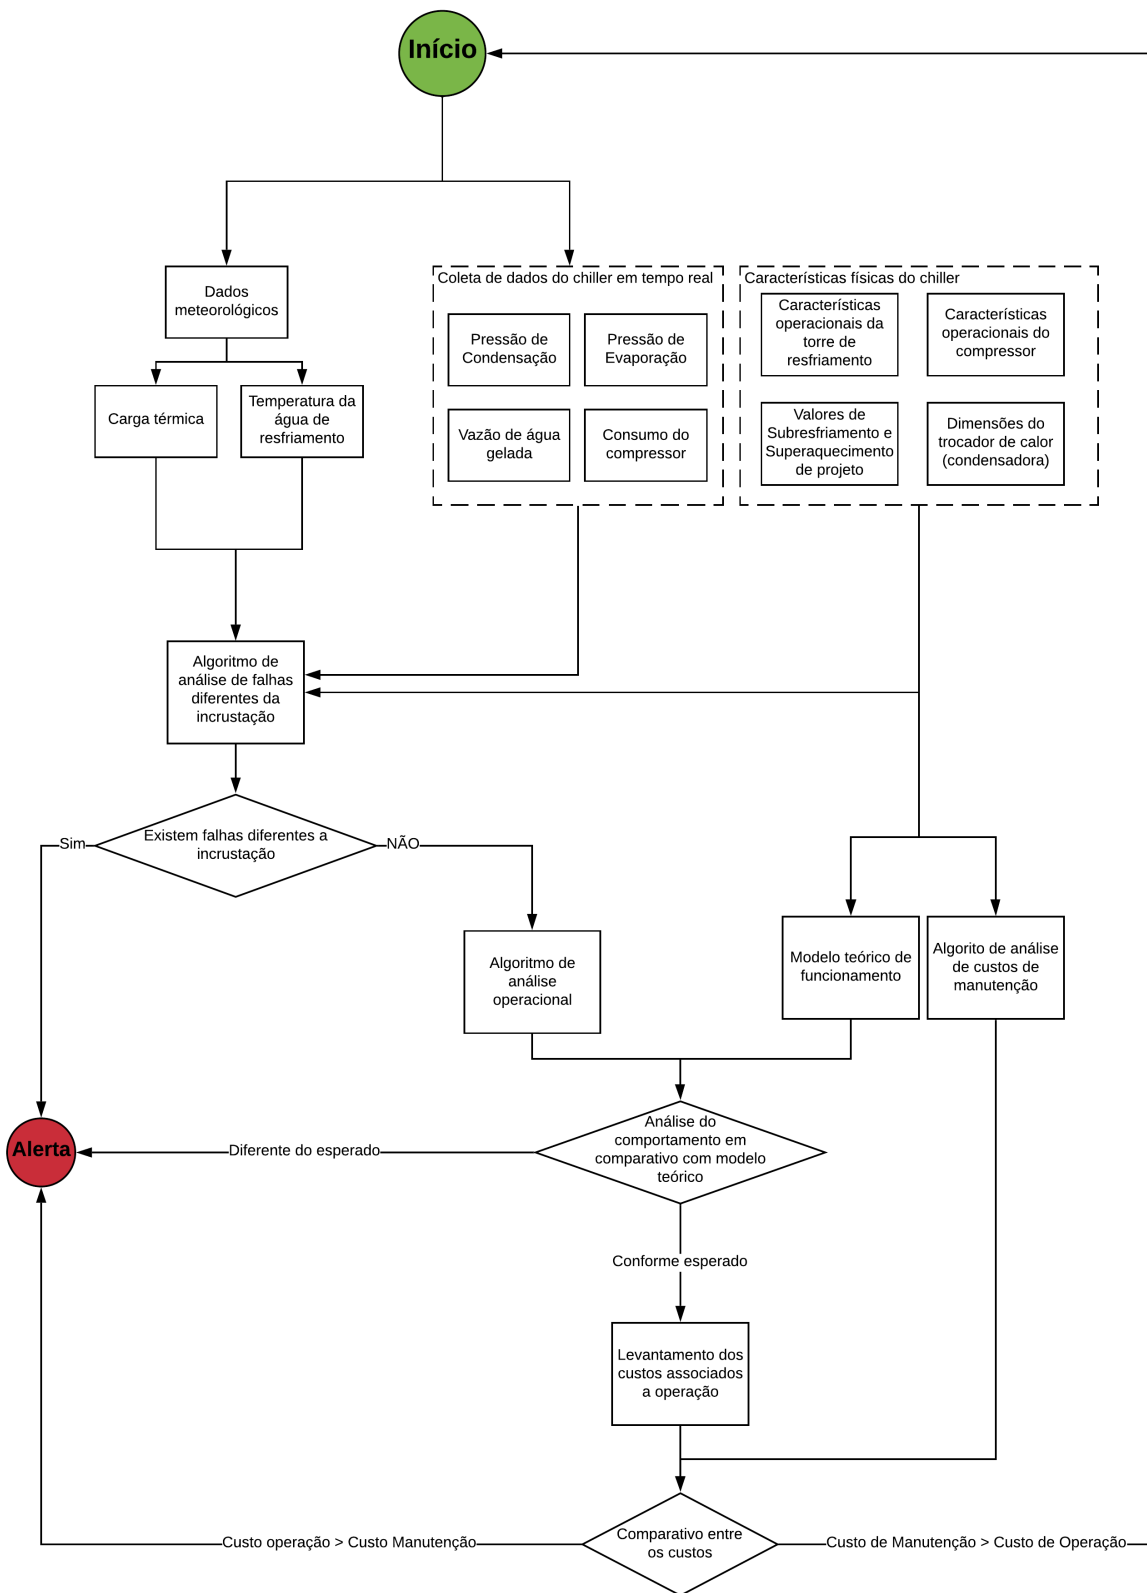 Início
Dados
meteorológicos
Carga térmica
Temperatura da
água de
resfriamento
Coleta de dados do chiller em tempo real
Pressão de
Condensação
Pressão de
Evaporação
Vazão de água
gelada
Consumo do
compressor
Características físicas do chiller
Características
operacionais da
torre de
resfriamento
Características
operacionais do
compressor
Valores de
Subresfriamento e
Superaquecimento
de projeto
Dimensões do
trocador de calor
(condensadora)
Algoritmo de
análise de falhas
diferentes da
incrustação
Existem falhas diferentes a
incrustação
Sim
NÃO
Algoritmo de
análise
operacional
Modelo teórico de
funcionamento
Algorito de análise
de custos de
manutenção
Análise do
comportamento em
comparativo com modelo
teórico
Diferente do esperado
Alerta
Conforme esperado
Levantamento dos
custos associados
a operação
Comparativo entre
os custos
Custo operação > Custo Manutenção
Custo de Manutenção > Custo de Operação